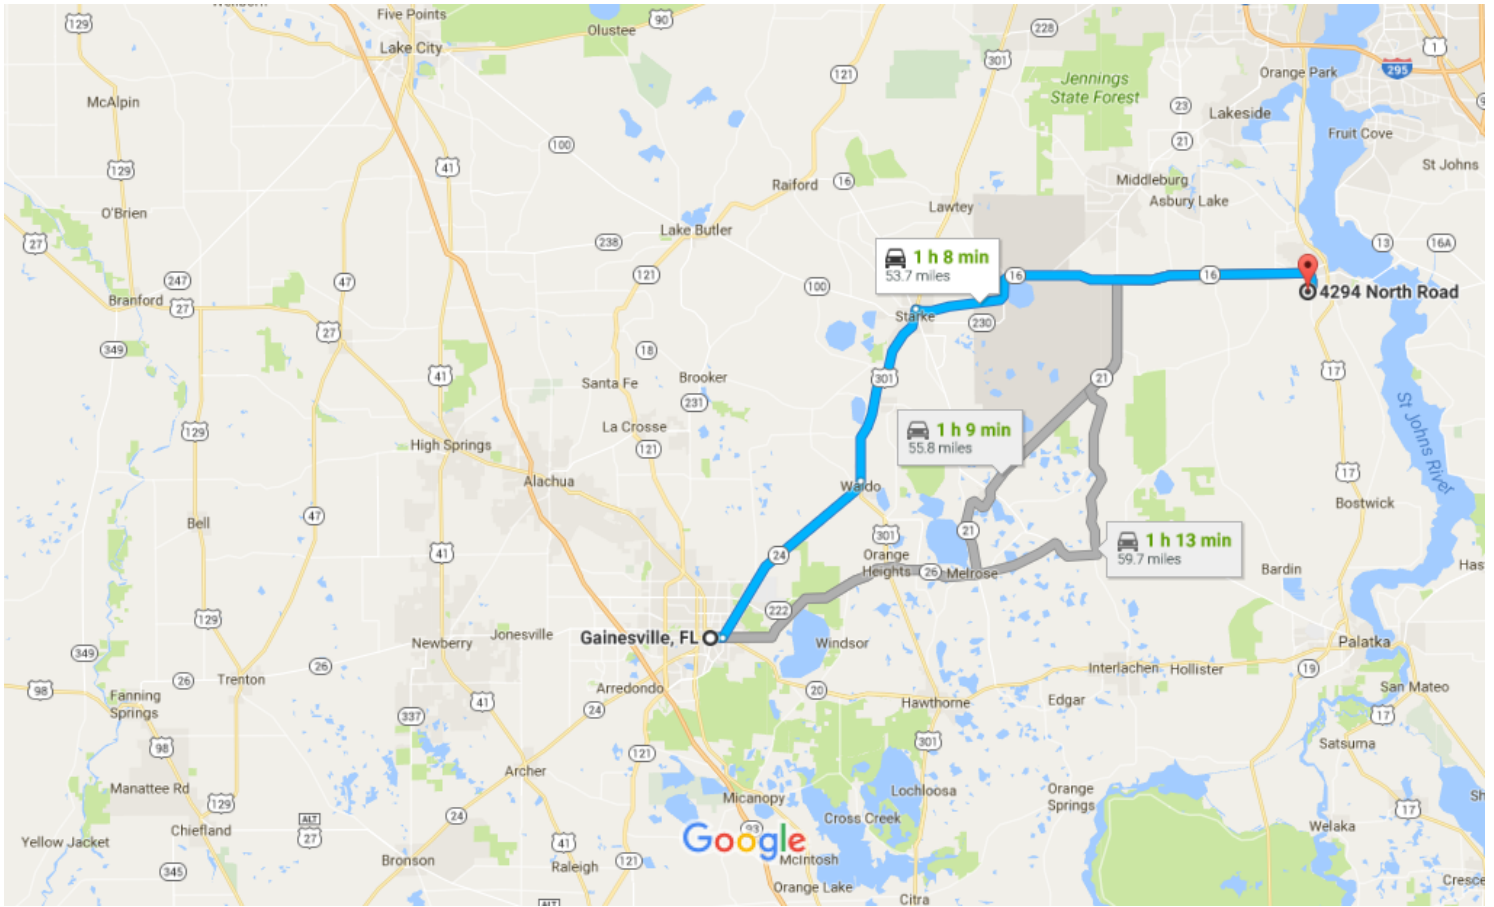 Five Points
129
90
Olustee
Lake City
228
1
301
121
Orange Park
295
Jennings
State Forest
McAlpin
23
Lakeside
Fruit Cove
21
100
41
129
St Johns
Raiford
16
Middleburg
Asbury Lake
O'Brien
Lawtey
Lake Butler
27
238
13
16A
1 h 8 min
53.7 miles
121
16
16
247
47
100
4294 North Road
Branford
27
Starke
230
27
349
18
301
17
41
Santa Fe
Brooker
21
231
St Johns River
La Crosse
129
1 h 9 min
55.8 miles
High Springs
121
17
Alachua
Waldo
Bostwick
47
Bell
21
301
1 h 13 min
59.7 miles
41
24
Orange
Heights
26
Melrose
Bardin
222
129
Gainesville, FL
Jonesville
Newberry
Windsor
Palatka
349
26
Interlachen
Hollister
19
26
Trenton
98
Arredondo
20
San Mateo
Fanning
Springs
41
Hawthorne
Edgar
24
17
337
301
Satsuma
98
121
Archer
Manattee Rd
Micanopy
Lochloosa
Orange
Springs
129
17
24
Cross Creek
ALT
27
Chiefland
Google
93
Welaka
Yellow Jacket
41
McIntosh
Bronson
121
345
Raleigh
Orange Lake
Citra
ALT